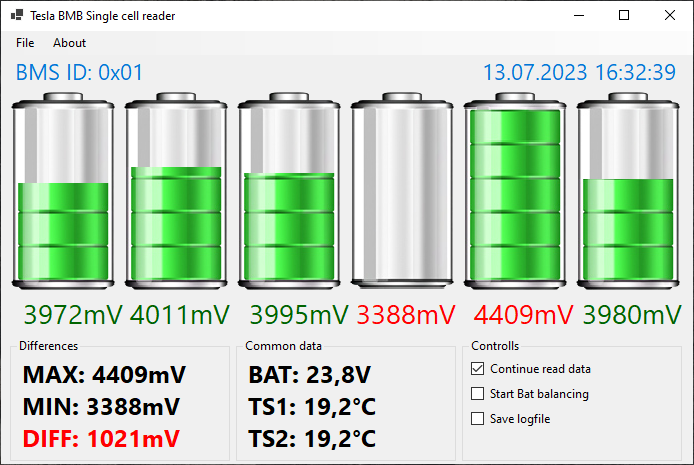 Tesla BMB Single cell reader
File About
BMS ID: 0x01 13.07.2023 16:32:39
3972mV 4011mV 3995mV 3388mV 4409mV 3980mV
Differences
MAX: 4409mV
MIN: 3388mV
DIFF: 1021mV
Common data
BAT: 23,8V
TS1: 19,2°C
TS2: 19,2°C
Controlls
Continue read data
Start Bat balancing
Save logfile